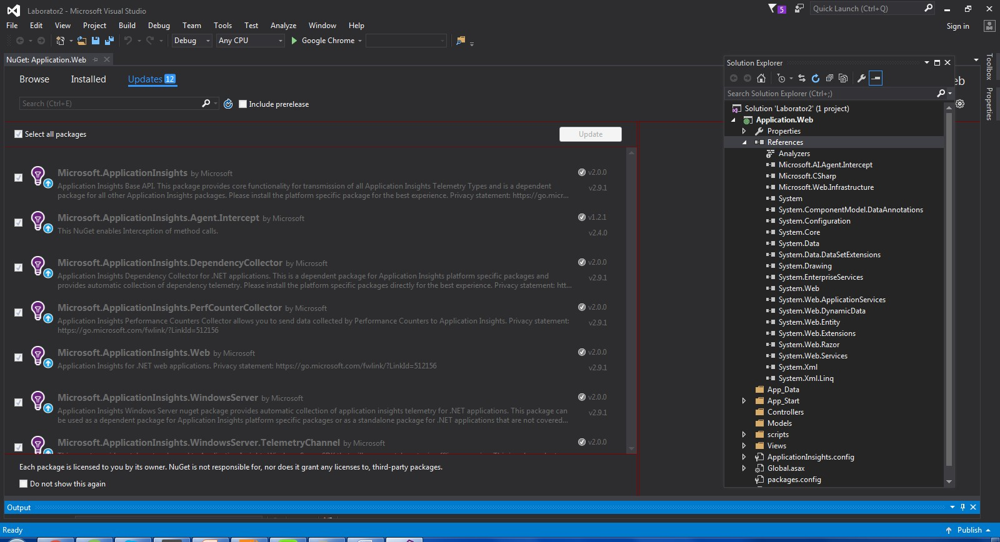 Laborator2 - Microsoft Visual Studio
5
Quick Launch (Ctrl+Q)
File Edit View Project Build Debug Team Tools Test Analyze Window Help
Sign in
Debug Any CPU Google Chrome
NuGet: Application.Web
Browse Installed Updates 12
eb
Search (Ctrl+E)
Include prerelease
Select all packages
Update
Microsoft.ApplicationInsights by Microsoft
v2.0.0
Application Insights Base API. This package provides core functionality for transmission of all Application Insights Telemetry Types and is a dependent
v2.9.1
package for all other Application Insights packages. Please install the platform specific package for the best experience. Privacy statement: https://go.micr...
Microsoft.ApplicationInsights.Agent.Intercept by Microsoft
v1.2.1
This NuGet enables Interception of method calls.
v2.4.0
Microsoft.ApplicationInsights.DependencyCollector by Microsoft
v2.0.0
Application Insights Dependency Collector for .NET applications. This is a dependent package for Application Insights platform specific packages and
v2.9.1
provides automatic collection of dependency telemetry. Please install the platform specific packages directly for the best experience. Privacy statement: htt...
Microsoft.ApplicationInsights.PerfCounterCollector by Microsoft
v2.0.0
Application Insights Performance Counters Collector allows you to send data collected by Performance Counters to Application Insights. Privacy statement:
v2.9.1
https://go.microsoft.com/fwlink/?LinkId=512156
Microsoft.ApplicationInsights.Web by Microsoft
v2.0.0
Application Insights for .NET web applications. Privacy statement: https://go.microsoft.com/fwlink/?LinkId=512156
v2.9.1
Microsoft.ApplicationInsights.WindowsServer by Microsoft
v2.0.0
Application Insights Windows Server nuget package provides automatic collection of application insights telemetry for .NET applications. This package can
v2.9.1
be used as a dependent package for Application Insights platform specific packages or as a standalone package for .NET applications that are not covered...
Microsoft.ApplicationInsights.WindowsServer.TelemetryChannel by Microsoft
v2.0.0
Each package is licensed to you by its owner. NuGet is not responsible for, nor does it grant any licenses to, third-party packages.
Do not show this again
Solution Explorer
Search Solution Explorer (Ctrl+;)
Solution 'Laborator2' (1 project)
Application.Web
Properties
References
Analyzers
Microsoft.AI.Agent.Intercept
Microsoft.CSharp
Microsoft.Web.Infrastructure
System
System.ComponentModel.DataAnnotations
System.Configuration
System.Core
System.Data
System.Data.DataSetExtensions
System.Drawing
System.EnterpriseServices
System.Web
System.Web.ApplicationServices
System.Web.DynamicData
System.Web.Entity
System.Web.Extensions
System.Web.Razor
System.Web.Services
System.Xml
System.Xml.Linq
App_Data
App_Start
Controllers
Models
scripts
Views
ApplicationInsights.config
Global.asax
packages.config
Toolbox
Properties
Output
Ready
Publish